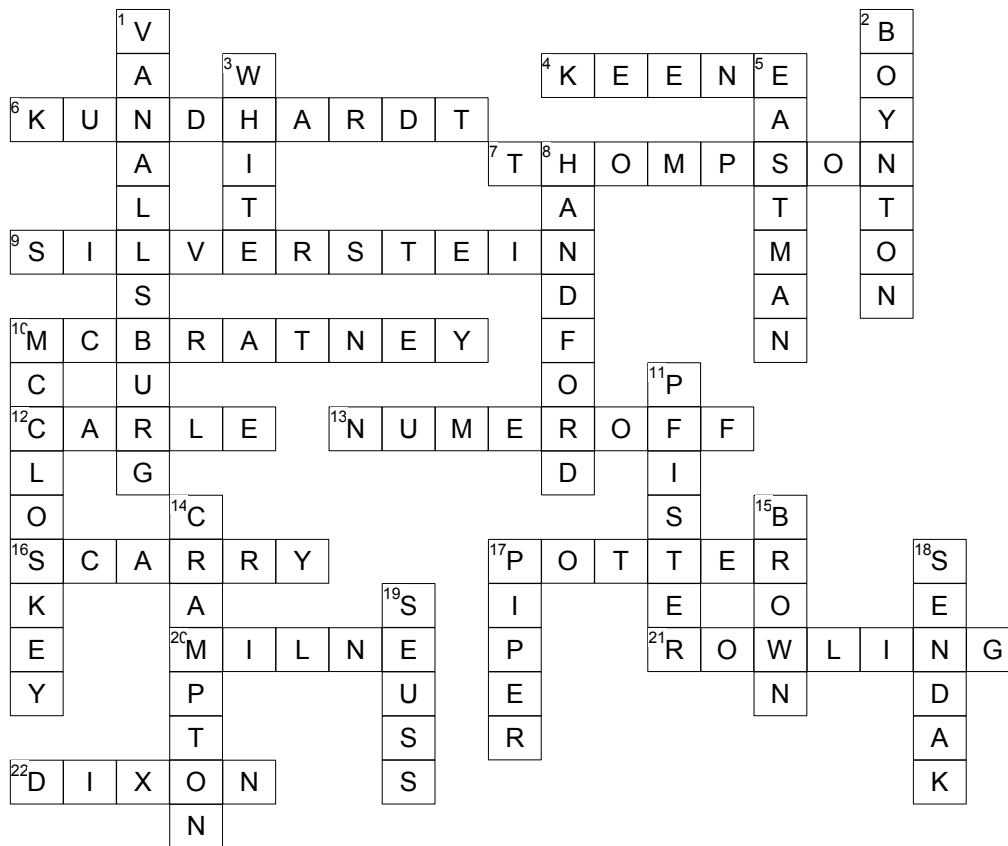 1 V 2 B
A 3 W 4 K E E N 5 E O
6 K U N D H A R D T A Y
A I 7 T 8 H O M P S O N
L T A T T
9 S I L V E R S T E I N M O
S D A N
10 M C B R A T N E Y F N
C U O 11 P
12 C A R L E 13 N U M E R O F F
L G D I
O 14 C S 15 B
16 S C A R R Y 17 P O T T E R 18 S
K A 19 S I E O E
E 20 M I L N E P 21 R O W L I N G
Y P U E N D
T S R A
22 D I X O N S K
N